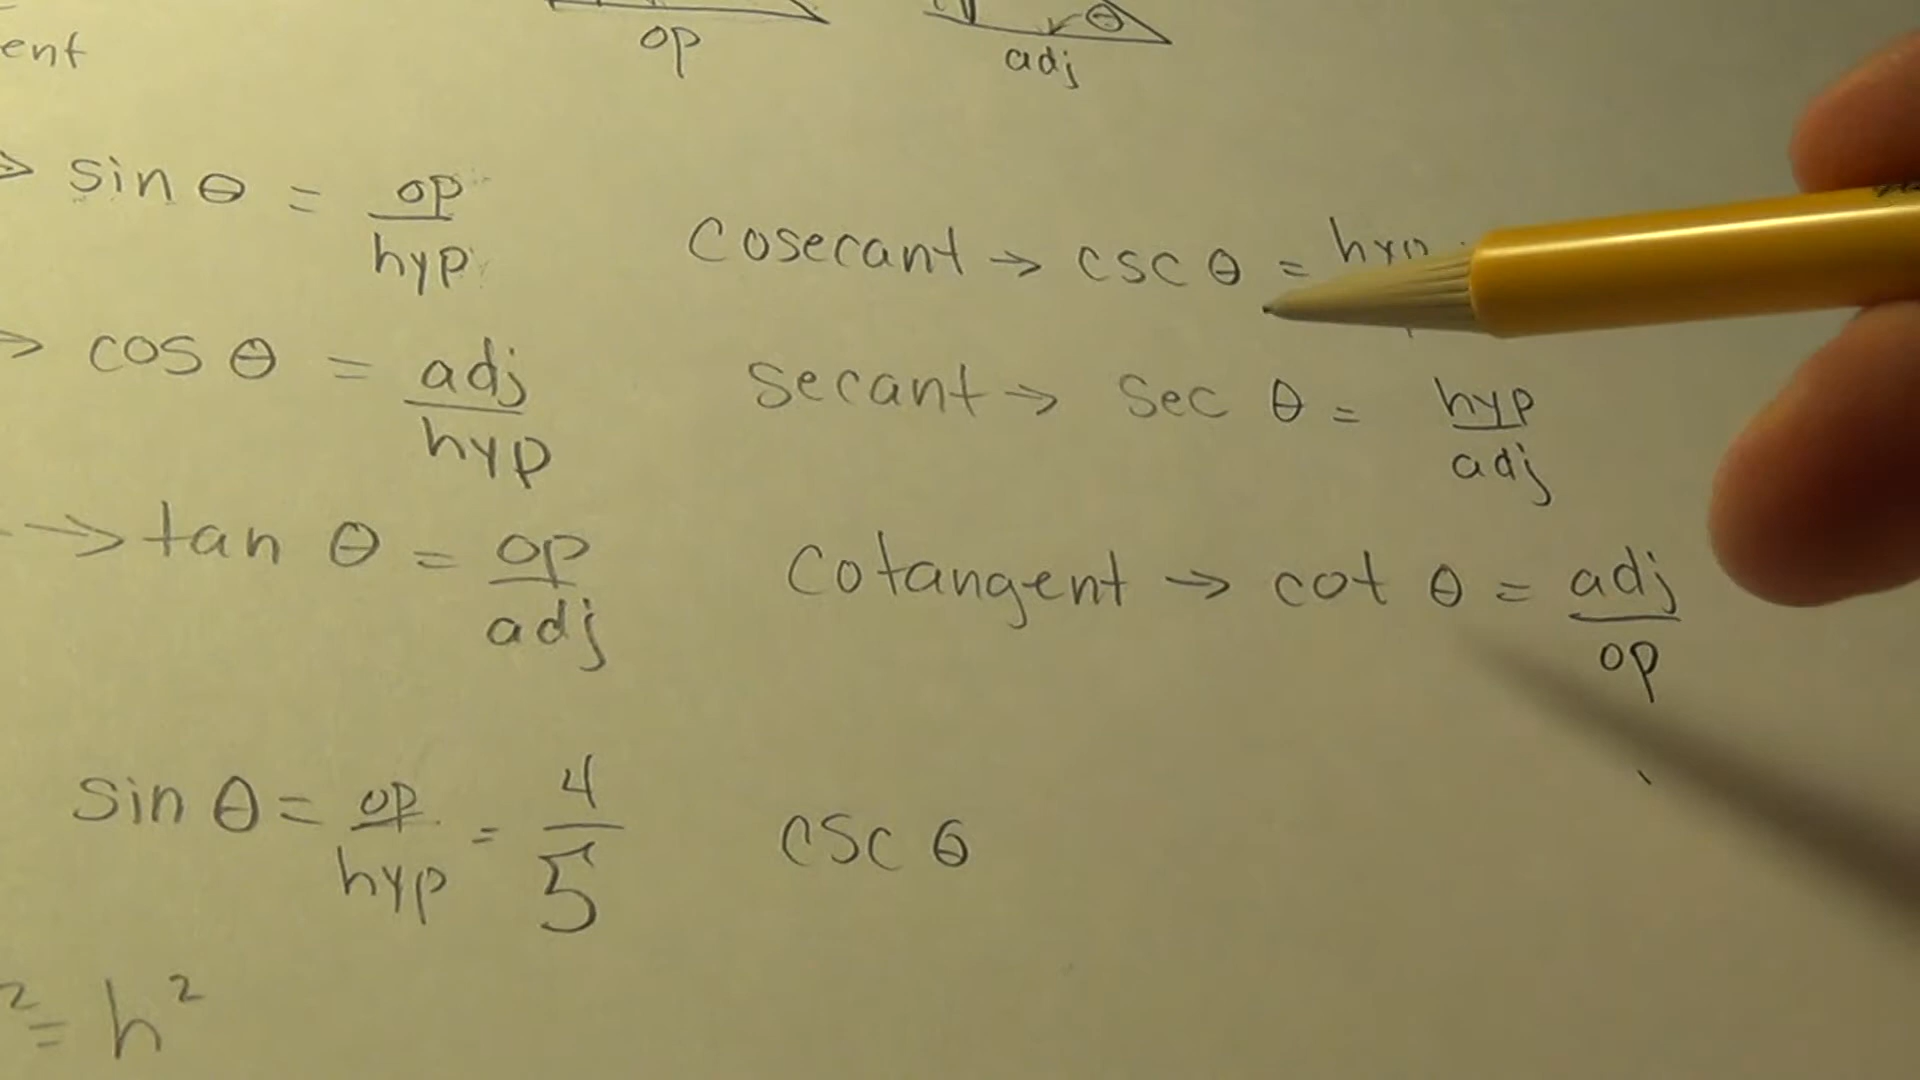 op
adj
ent
sin θ = op/hyp
cosecant → csc θ = hyp
cos θ = adj/hyp
secant → sec θ = hyp/adj
→ tan θ = op/adj
cotangent → cot θ = adj/op
sin θ = op/hyp = 4/5
csc θ
² = h²